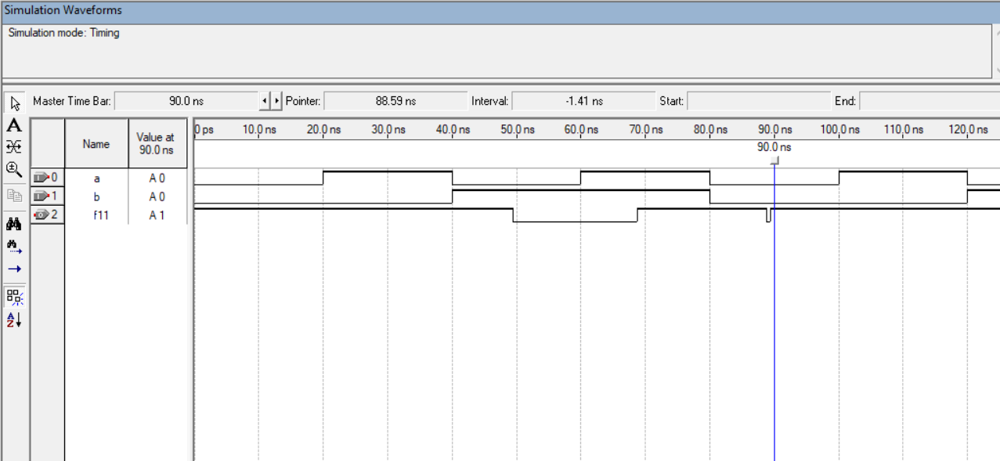 Simulation Waveforms
Simulation mode: Timing
Master Time Bar: 90.0 ns Pointer: 88.59 ns Interval: -1.41 ns Start: End:
A
Name Value at 90.0 ns
0 ps 10.0 ns 20.0 ns 30.0 ns 40.0 ns 50.0 ns 60.0 ns 70.0 ns 80.0 ns 90.0 ns 100.0 ns 110.0 ns 120.0 ns
90.0 ns
0 a A 0
1 b A 0
2 f11 A 1
A
Z